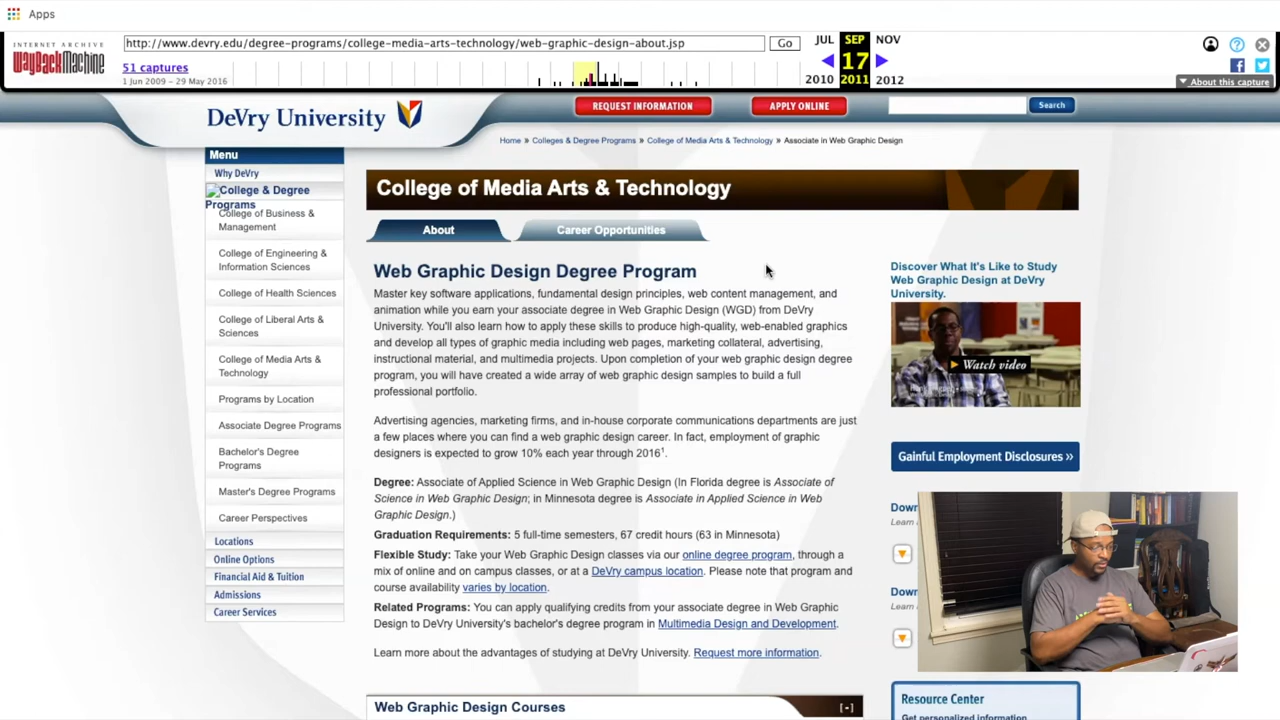 Apps
INTERNET ARCHIVE
WayBackMachine
http://www.devry.edu/degree-programs/college-media-arts-technology/web-graphic-design-about.jsp
Go
JUL SEP NOV
17
2010 2011 2012
51 captures
1 Jun 2009 – 29 May 2016
About this capture
DeVry University
REQUEST INFORMATION
APPLY ONLINE
Search
Home » Colleges & Degree Programs » College of Media Arts & Technology » Associate in Web Graphic Design
Menu
Why DeVry
College & Degree
Programs
College of Business &
Management
College of Engineering &
Information Sciences
College of Health Sciences
College of Liberal Arts &
Sciences
College of Media Arts &
Technology
Programs by Location
Associate Degree Programs
Bachelor's Degree
Programs
Master's Degree Programs
Career Perspectives
Locations
Online Options
Financial Aid & Tuition
Admissions
Career Services
College of Media Arts & Technology
About
Career Opportunities
Web Graphic Design Degree Program
Master key software applications, fundamental design principles, web content management, and
animation while you earn your associate degree in Web Graphic Design (WGD) from DeVry
University. You'll also learn how to apply these skills to produce high-quality, web-enabled graphics
and develop all types of graphic media including web pages, marketing collateral, advertising,
instructional material, and multimedia projects. Upon completion of your web graphic design degree
program, you will have created a wide array of web graphic design samples to build a full
professional portfolio.
Advertising agencies, marketing firms, and in-house corporate communications departments are just
a few places where you can find a web graphic design career. In fact, employment of graphic
designers is expected to grow 10% each year through 2016¹.
Degree: Associate of Applied Science in Web Graphic Design (In Florida degree is Associate of
Science in Web Graphic Design; in Minnesota degree is Associate in Applied Science in Web
Graphic Design.)
Graduation Requirements: 5 full-time semesters, 67 credit hours (63 in Minnesota)
Flexible Study: Take your Web Graphic Design classes via our online degree program, through a
mix of online and on campus classes, or at a DeVry campus location. Please note that program and
course availability varies by location.
Related Programs: You can apply qualifying credits from your associate degree in Web Graphic
Design to DeVry University's bachelor's degree program in Multimedia Design and Development.
Learn more about the advantages of studying at DeVry University. Request more information.
Web Graphic Design Courses
[-]
Discover What It's Like to Study
Web Graphic Design at DeVry
University.
Watch video
Gainful Employment Disclosures »
Down
Learn
Down
Learn
Resource Center
Get personalized information